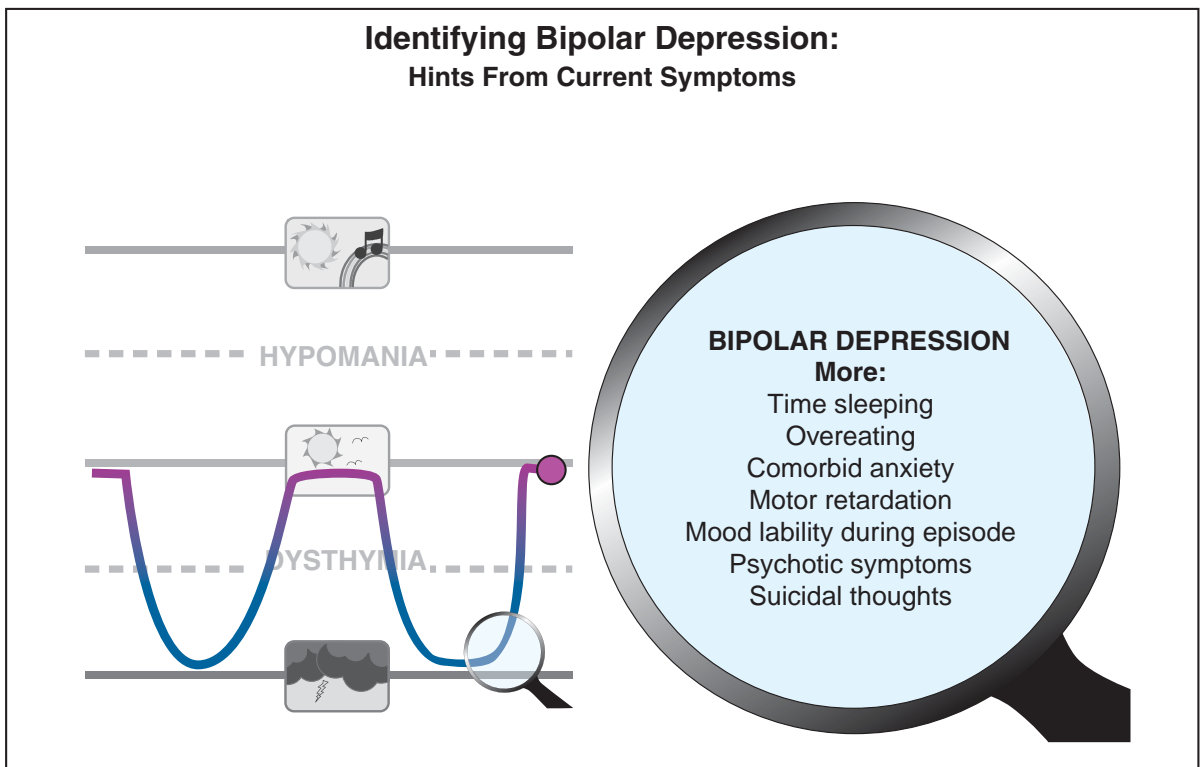 Identifying Bipolar Depression:
Hints From Current Symptoms
HYPOMANIA
DYSTHYMIA
BIPOLAR DEPRESSION
More:
Time sleeping
Overeating
Comorbid anxiety
Motor retardation
Mood lability during episode
Psychotic symptoms
Suicidal thoughts